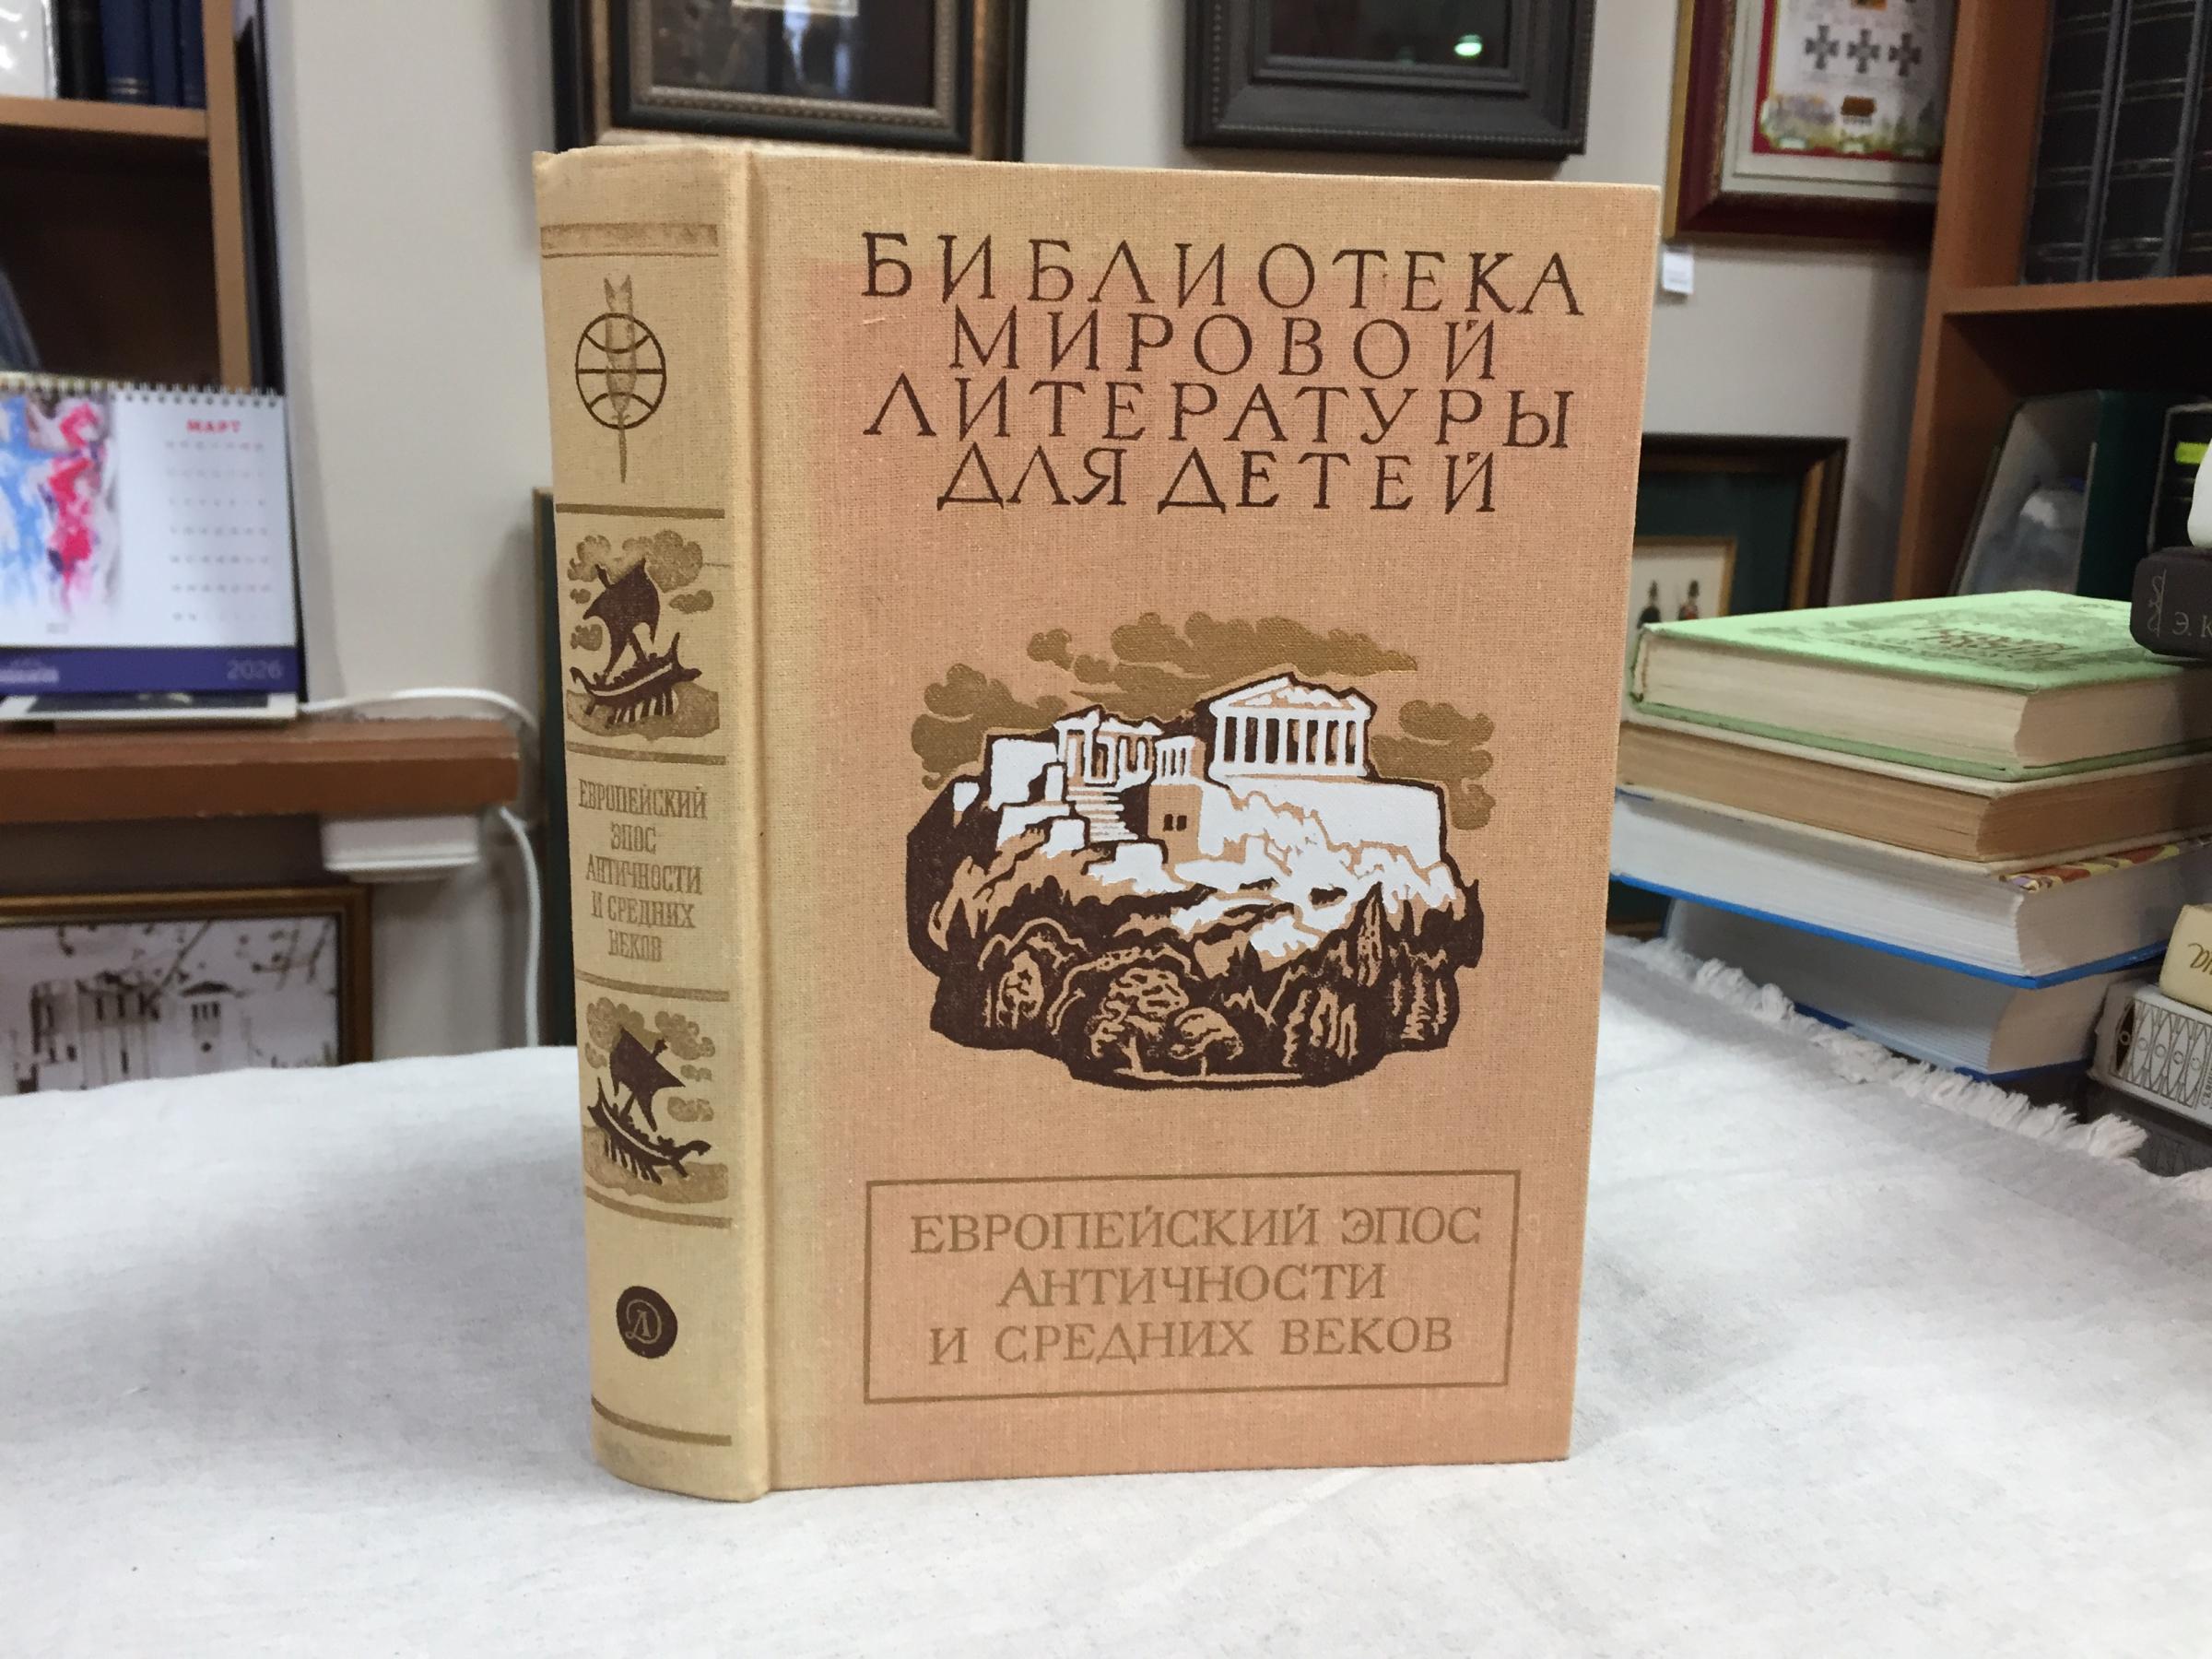 БИБЛИОТЕКА
МИРОВОЙ
ЛИТЕРАТУРЫ
ДЛЯ ДЕТЕЙ
ЕВРОПЕЙСКИЙ ЭПОС
АНТИЧНОСТИ
И СРЕДНИХ ВЕКОВ
ЕВРОПЕЙСКИЙ
ЭПОС
АНТИЧНОСТИ
И СРЕДНИХ
ВЕКОВ
МАРТ
2026
Э. К